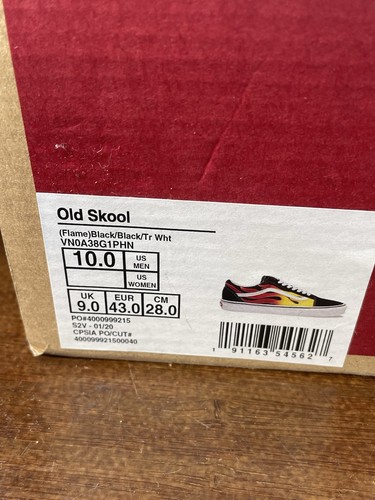 Old Skool
(Flame)Black/Black/Tr Wht
VN0A38G1PHN
10.0 US MEN
US WOMEN
UK EUR CM
9.0 43.0 28.0
PO#4000999215
S2V - 01/20
CPSIA PO/CUT#
400099921500040
1 91163 54562 7